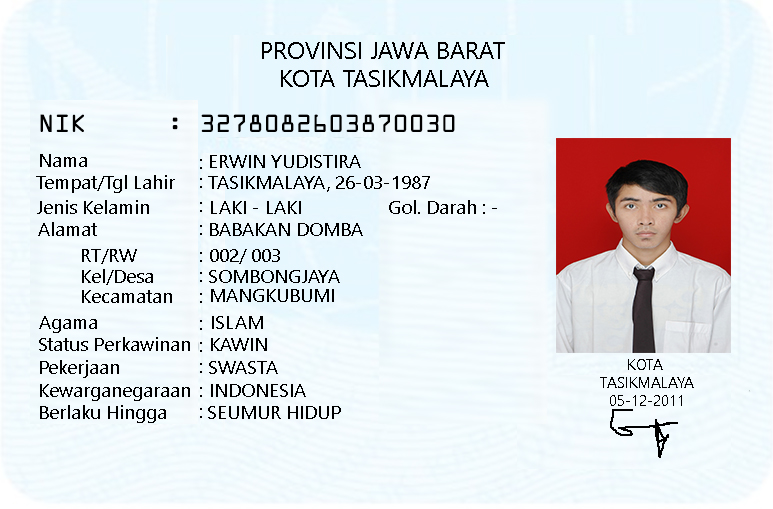 PROVINSI JAWA BARAT
KOTA TASIKMALAYA
NIK : 3278082603870030
Nama : ERWIN YUDISTIRA
Tempat/Tgl Lahir : TASIKMALAYA, 26-03-1987
Jenis Kelamin : LAKI - LAKI Gol. Darah : -
Alamat : BABAKAN DOMBA
RT/RW : 002/ 003
Kel/Desa : SOMBONGJAYA
Kecamatan : MANGKUBUMI
Agama : ISLAM
Status Perkawinan : KAWIN
Pekerjaan : SWASTA
Kewarganegaraan : INDONESIA
Berlaku Hingga : SEUMUR HIDUP
KOTA
TASIKMALAYA
05-12-2011